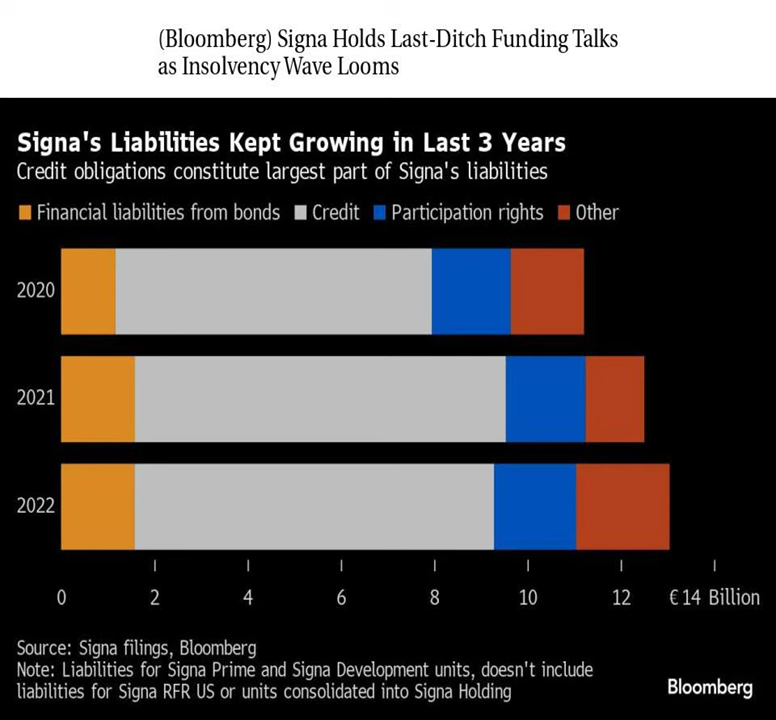 (Bloomberg) Signa Holds Last-Ditch Funding Talks
as Insolvency Wave Looms
Signa's Liabilities Kept Growing in Last 3 Years
Credit obligations constitute largest part of Signa's liabilities
Financial liabilities from bonds Credit Participation rights Other
2020
2021
2022
0 2 4 6 8 10 12 €14 Billion
Source: Signa filings, Bloomberg
Note: Liabilities for Signa Prime and Signa Development units, doesn't include
liabilities for Signa RFR US or units consolidated into Signa Holding
Bloomberg